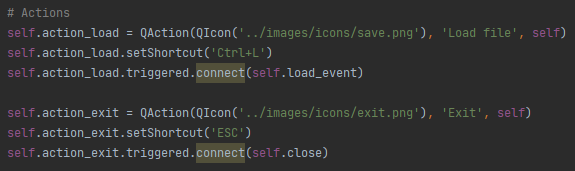 # Actions
self.action_load = QAction(QIcon('../images/icons/save.png'), 'Load file', self)
self.action_load.setShortcut('Ctrl+L')
self.action_load.triggered.connect(self.load_event)
self.action_exit = QAction(QIcon('../images/icons/exit.png'), 'Exit', self)
self.action_exit.setShortcut('ESC')
self.action_exit.triggered.connect(self.close)